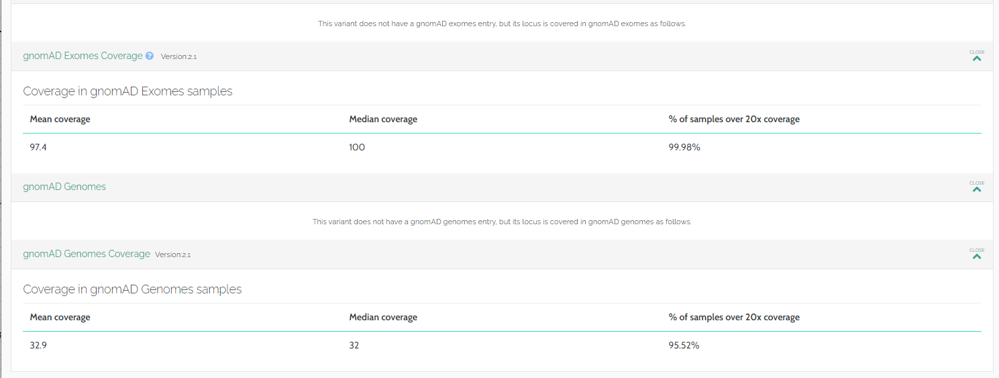 This variant does not have a gnomAD exomes entry, but its locus is covered in gnomAD exomes as follows.
gnomAD Exomes Coverage ? Version:2.1 CLOSE
Coverage in gnomAD Exomes samples
Mean coverage Median coverage % of samples over 20x coverage
97.4 100 99.98%
gnomAD Genomes CLOSE
This variant does not have a gnomAD genomes entry, but its locus is covered in gnomAD genomes as follows.
gnomAD Genomes Coverage Version:2.1 CLOSE
Coverage in gnomAD Genomes samples
Mean coverage Median coverage % of samples over 20x coverage
32.9 32 95.52%